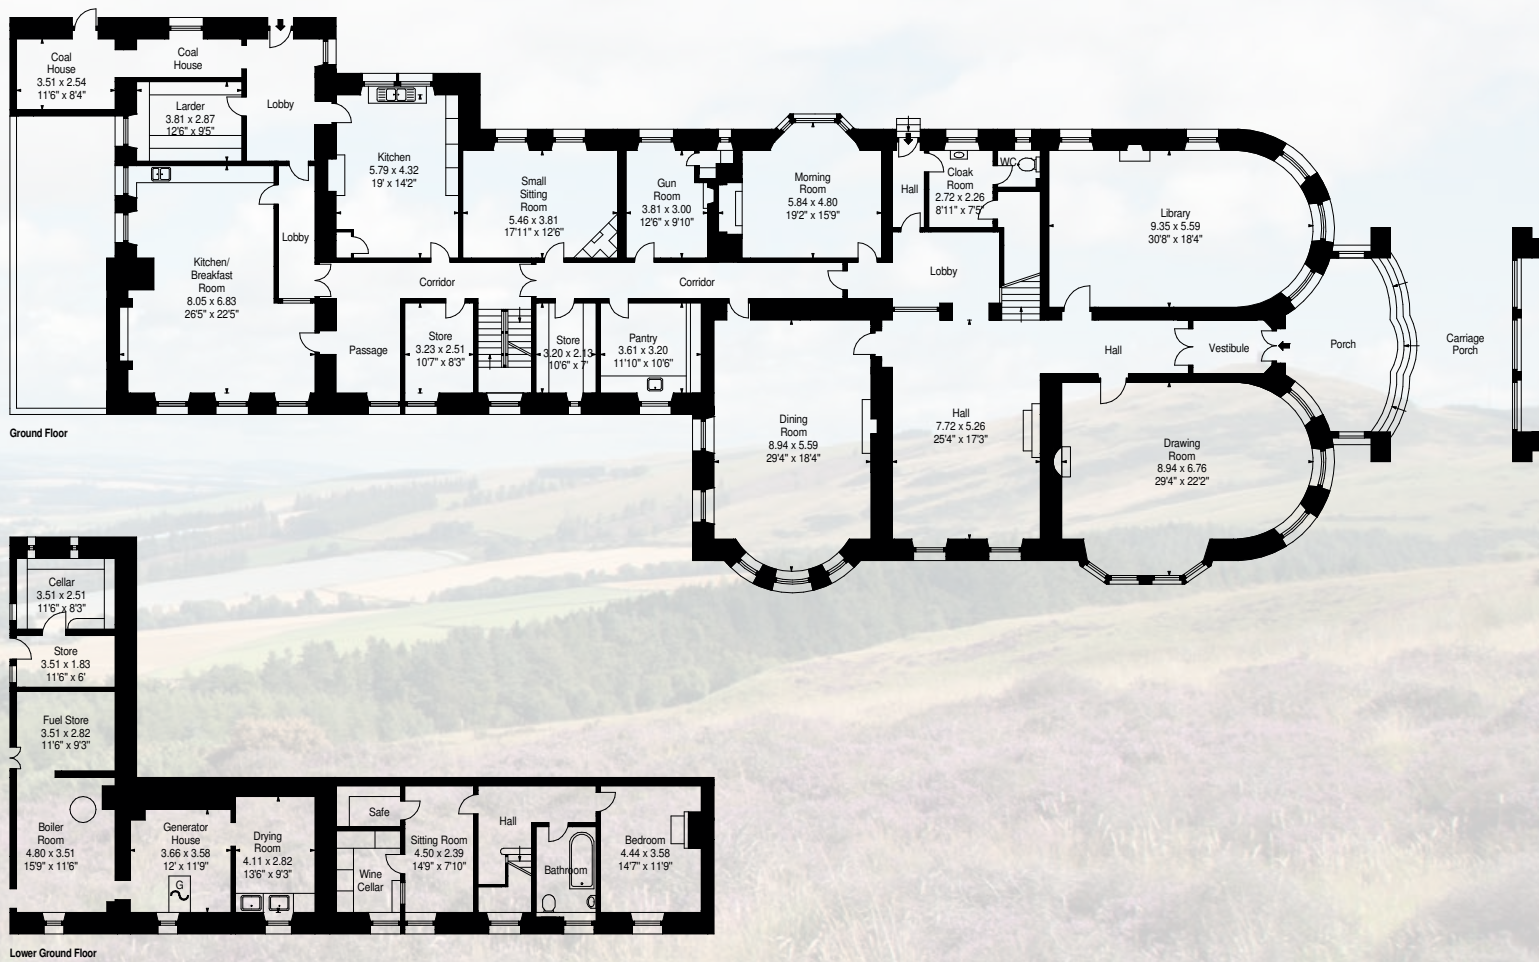 Coal
House
3.51 x 2.54
11'6" x 8'4"
Coal
House
Larder
3.81 x 2.87
12'6" x 9'5"
Lobby
Kitchen
5.79 x 4.32
19' x 14'2"
Small
Sitting
Room
5.46 x 3.81
17'11" x 12'6"
Gun
Room
3.81 x 3.00
12'6" x 9'10"
Morning
Room
5.84 x 4.80
19'2" x 15'9"
Hall
Cloak
Room
2.72 x 2.26
8'11" x 7'5"
WC
Library
9.35 x 5.59
30'8" x 18'4"
Lobby
Kitchen/
Breakfast
Room
8.05 x 6.83
26'5" x 22'5"
Corridor
Corridor
Lobby
Passage
Store
3.23 x 2.51
10'7" x 8'3"
Store
3.20 x 2.13
10'6" x 7'
Pantry
3.61 x 3.20
11'10" x 10'6"
Hall
Vestibule
Porch
Carriage
Porch
Dining
Room
8.94 x 5.59
29'4" x 18'4"
Hall
7.72 x 5.26
25'4" x 17'3"
Drawing
Room
8.94 x 6.76
29'4" x 22'2"
Ground Floor
Cellar
3.51 x 2.51
11'6" x 8'3"
Store
3.51 x 1.83
11'6" x 6'
Fuel Store
3.51 x 2.82
11'6" x 9'3"
Boiler
Room
4.80 x 3.51
15'9" x 11'6"
Generator
House
3.66 x 3.58
12' x 11'9"
G
Drying
Room
4.11 x 2.82
13'6" x 9'3"
Safe
Wine
Cellar
Sitting Room
4.50 x 2.39
14'9" x 7'10"
Hall
Bathroom
Bedroom
4.44 x 3.58
14'7" x 11'9"
Lower Ground Floor